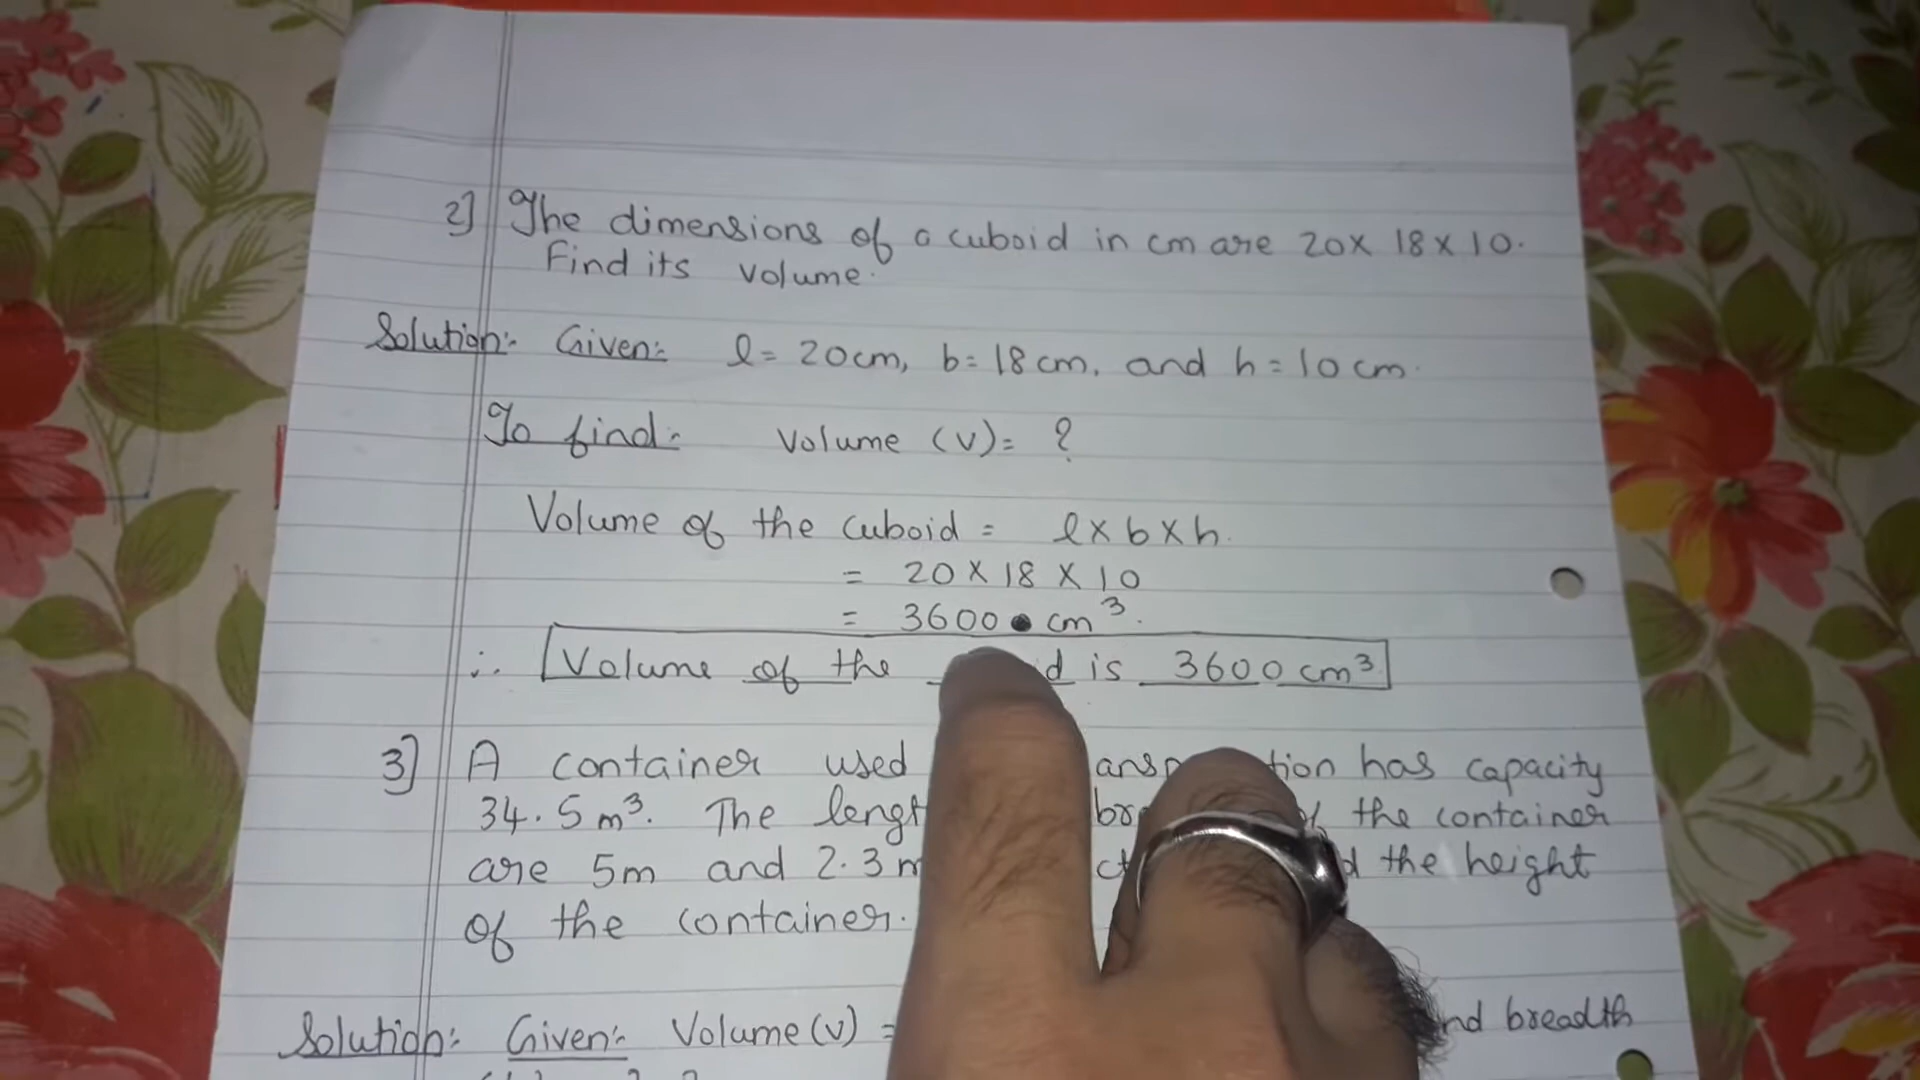 2] The dimensions of a cuboid in cm are 20 x 18 x 10.
Find its volume.
Solution:- Given:- l = 20cm, b = 18 cm, and h = 10 cm.
To find:- Volume (v) = ?
Volume of the cuboid = l x b x h.
= 20 x 18 x 10
= 3600 cm³.
∴ Volume of the is 3600 cm³.
3] A container used has capacity
34.5 m³. The of the container
are 5m and 2.3 the height
of the container.
Solution:- Given:- Volume (v) = breadth